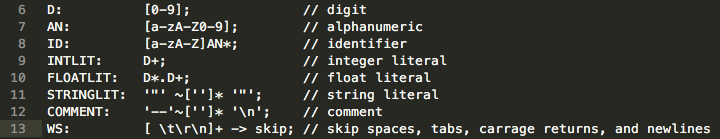 6 D: [0-9]; // digit
7 AN: [a-zA-Z0-9]; // alphanumeric
8 ID: [a-zA-Z]AN*; // identifier
9 INTLIT: D+; // integer literal
10 FLOATLIT: D*.D+; // float literal
11 STRINGLIT: '"' ~['']* '"'; // string literal
12 COMMENT: '--'~['']* '\n'; // comment
13 WS: [ \t\r\n]+ -> skip; // skip spaces, tabs, carrage returns, and newlines